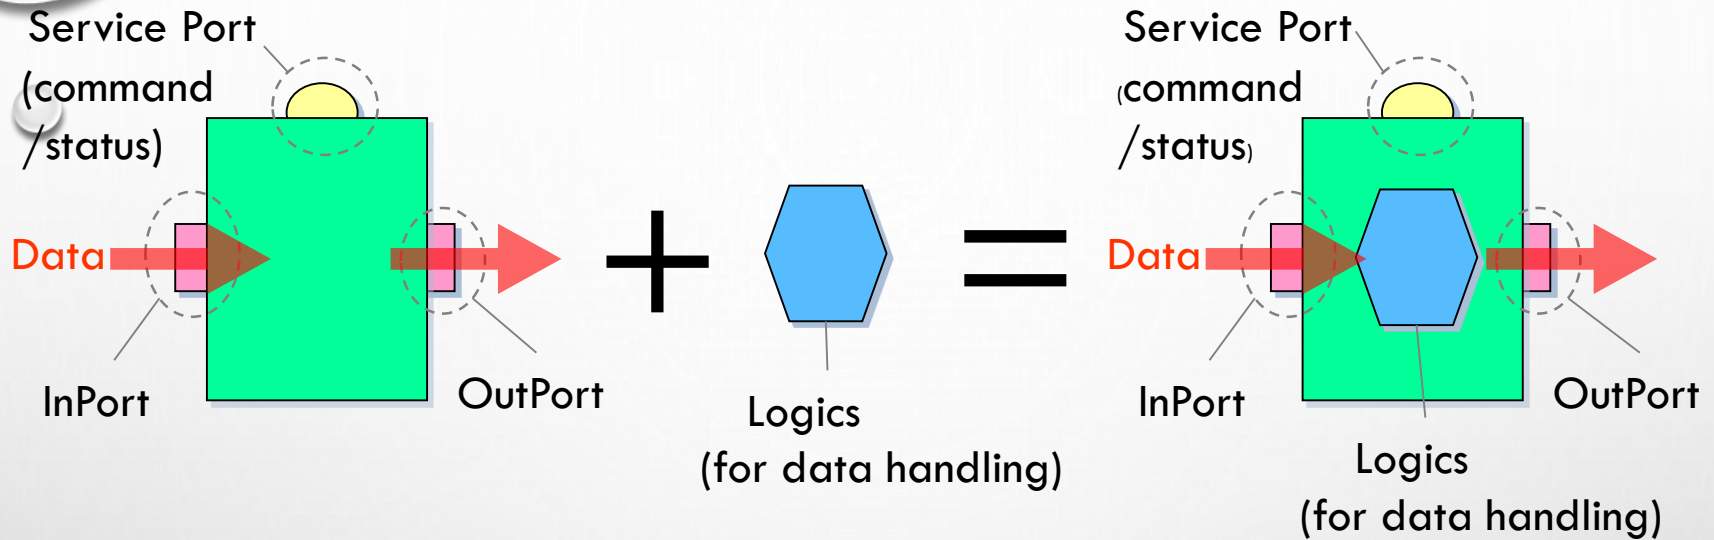 Service Port
(command
/status)
Data
InPort
OutPort
+
Logics
(for data handling)
=
Service Port
(command
/status)
Data
InPort
OutPort
Logics
(for data handling)